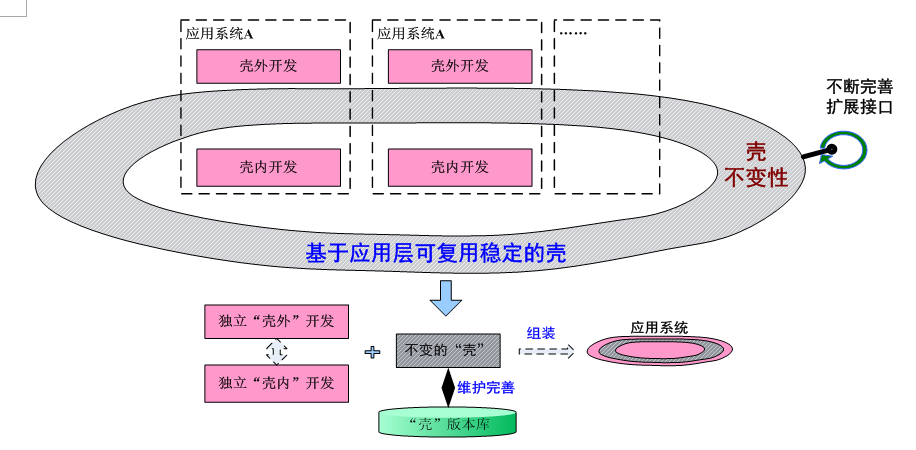 应用系统A
应用系统A
……
壳外开发
壳外开发
不断完善
扩展接口
壳
不变性
壳内开发
壳内开发
基于应用层可复用稳定的壳
独立“壳外”开发
独立“壳内”开发
不变的“壳”
组装
应用系统
维护完善
“壳”版本库